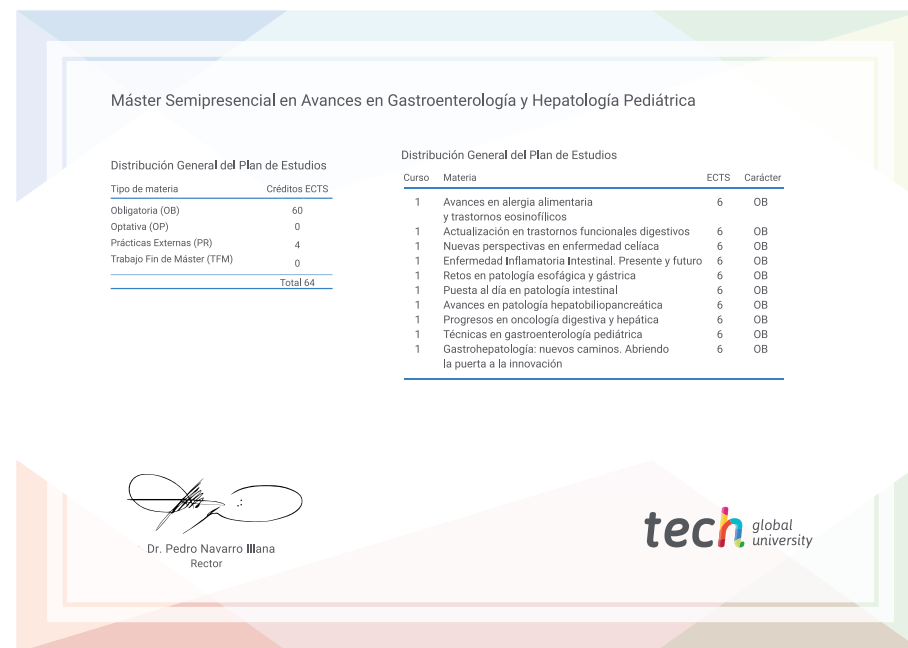 Máster Semipresencial en Avances en Gastroenterología y Hepatología Pediátrica
Distribución General del Plan de Estudios
Tipo de materia Créditos ECTS
Obligatoria (OB) 60
Optativa (OP) 0
Prácticas Externas (PR) 4
Trabajo Fin de Máster (TFM) 0
Total 64
Distribución General del Plan de Estudios
Curso Materia ECTS Carácter
1 Avances en alergia alimentaria 6 OB
y trastornos eosinofílicos
1 Actualización en trastornos funcionales digestivos 6 OB
1 Nuevas perspectivas en enfermedad celíaca 6 OB
1 Enfermedad Inflamatoria Intestinal. Presente y futuro 6 OB
1 Retos en patología esofágica y gástrica 6 OB
1 Puesta al día en patología intestinal 6 OB
1 Avances en patología hepatobiliopancreática 6 OB
1 Progresos en oncología digestiva y hepática 6 OB
1 Técnicas en gastroenterología pediátrica 6 OB
1 Gastrohepatología: nuevos caminos. Abriendo 6 OB
la puerta a la innovación
Dr. Pedro Navarro Illana
Rector
tech global
university